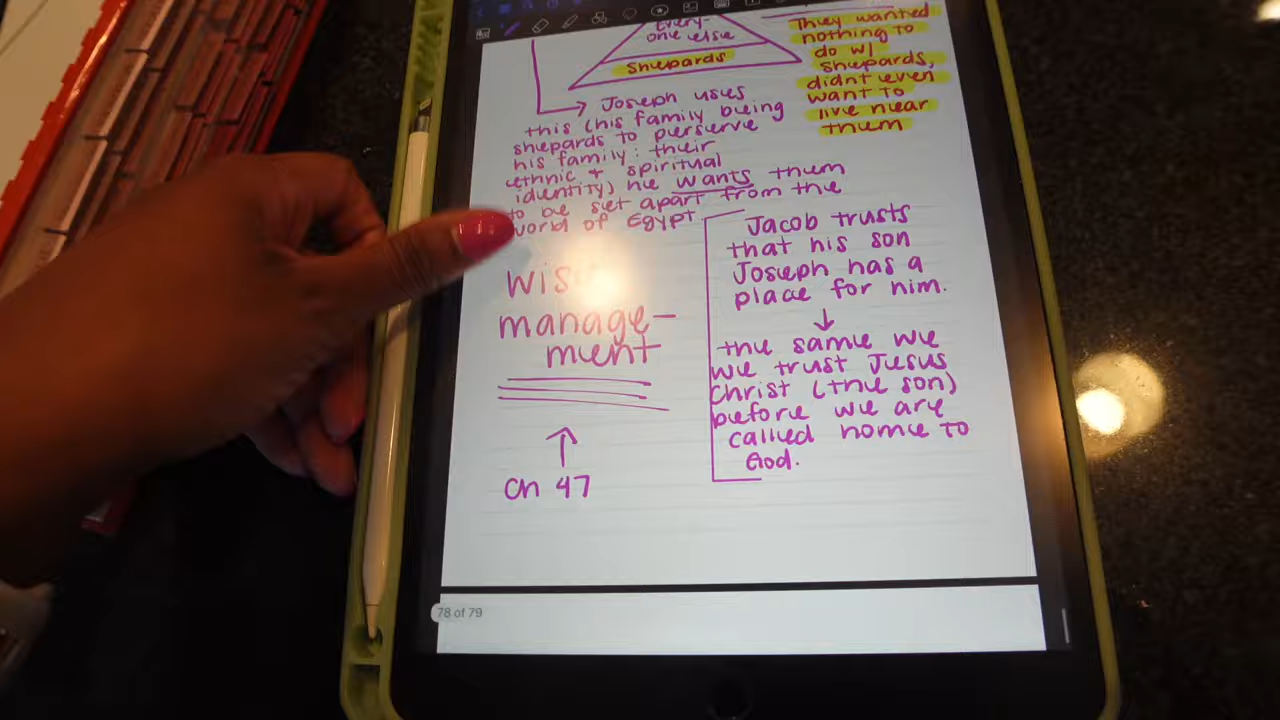 Every-
one else
shepards
They wanted
nothing to
do w/
shepards,
didnt even
want to
live near
them
Joseph uses
this (his family being
shepards to perserve
his family: their
ethnic + spiritual
identity) he wants them
to be set apart from the
world of Egypt.
manage-
ment
Ch 47
Jacob trusts
that his son
Joseph has a
place for him.
the same we
we trust Jesus
Christ (the son)
before we are
called home to
God.
78 of 79